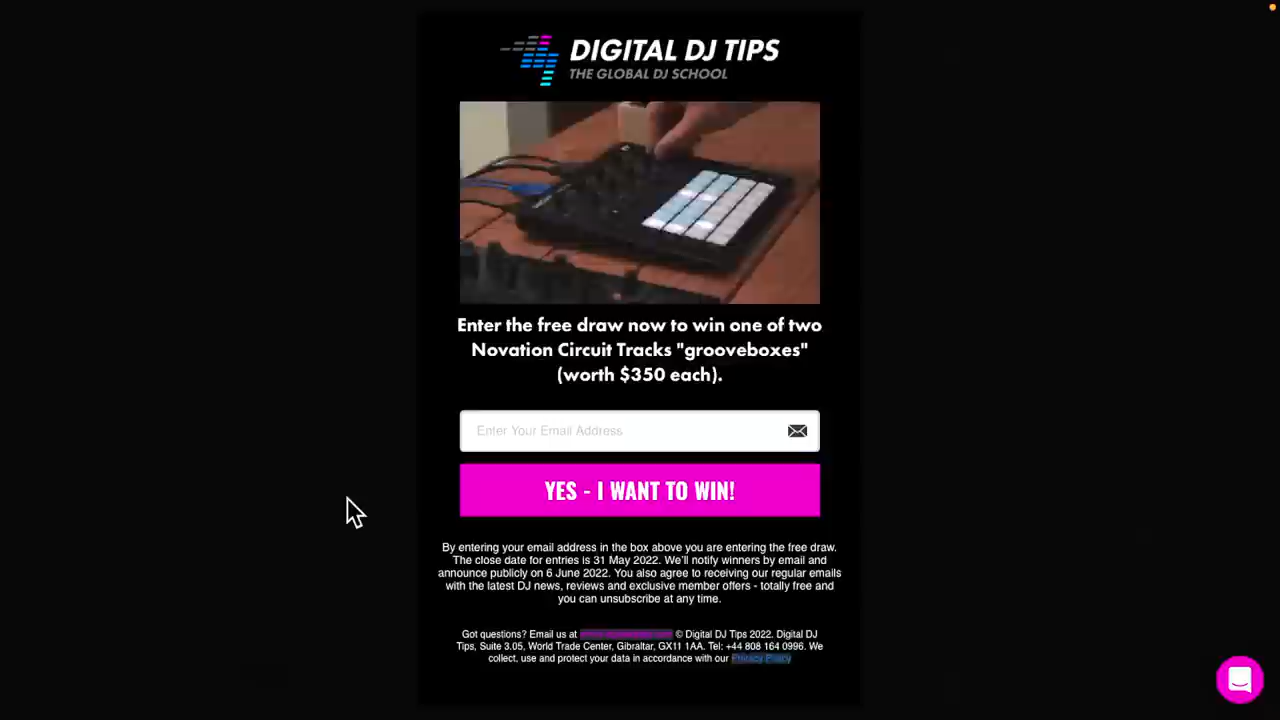 DIGITAL DJ TIPS
THE GLOBAL DJ SCHOOL
Enter the free draw now to win one of two
Novation Circuit Tracks "grooveboxes"
(worth $350 each).
Enter Your Email Address
YES - I WANT TO WIN!
By entering your email address in the box above you are entering the free draw.
The close date for entries is 31 May 2022. We'll notify winners by email and
announce publicly on 6 June 2022. You also agree to receiving our regular emails
with the latest DJ news, reviews and exclusive member offers - totally free and
you can unsubscribe at any time.
Got questions? Email us at © Digital DJ Tips 2022. Digital DJ
Tips, Suite 3.05, World Trade Center, Gibraltar, GX11 1AA. Tel: +44 808 164 0996. We
collect, use and protect your data in accordance with our Privacy Policy